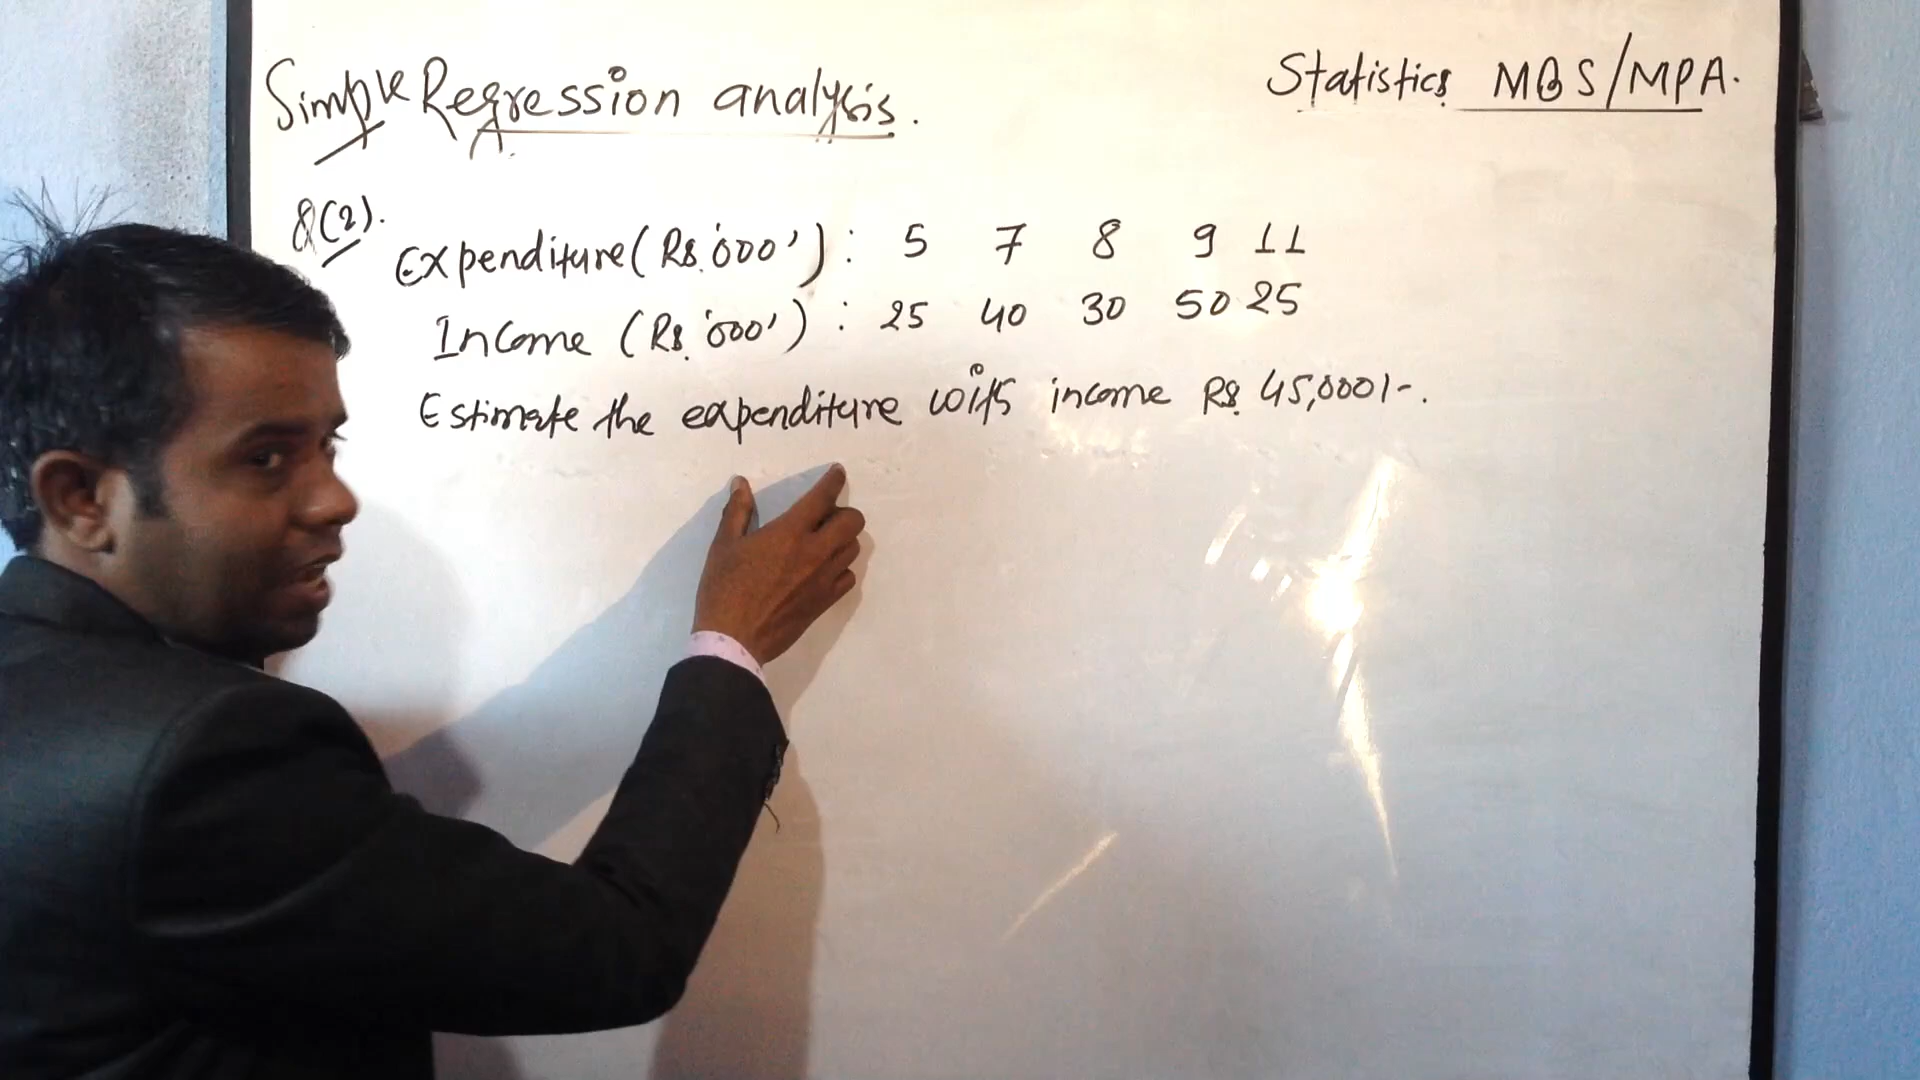 Simple Regression analysis.
Statistics MBS/MPA.
Q(2).
Expenditure (Rs.'000') : 5 7 8 9 11
Income (Rs.'000') : 25 40 30 50 25
Estimate the expenditure with income Rs. 45,000/-.